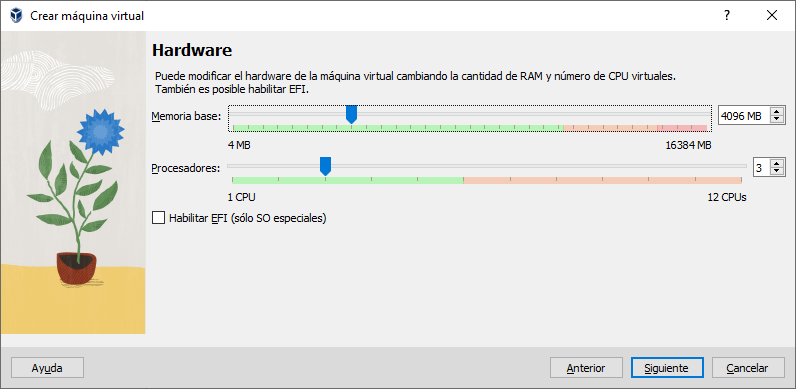 Crear máquina virtual
?
Hardware
Puede modificar el hardware de la máquina virtual cambiando la cantidad de RAM y número de CPU virtuales.
También es posible habilitar EFI.
Memoria base:
4096 MB
4 MB
16384 MB
Procesadores:
3
1 CPU
12 CPUs
Habilitar EFI (sólo SO especiales)
Ayuda
Anterior
Siguiente
Cancelar